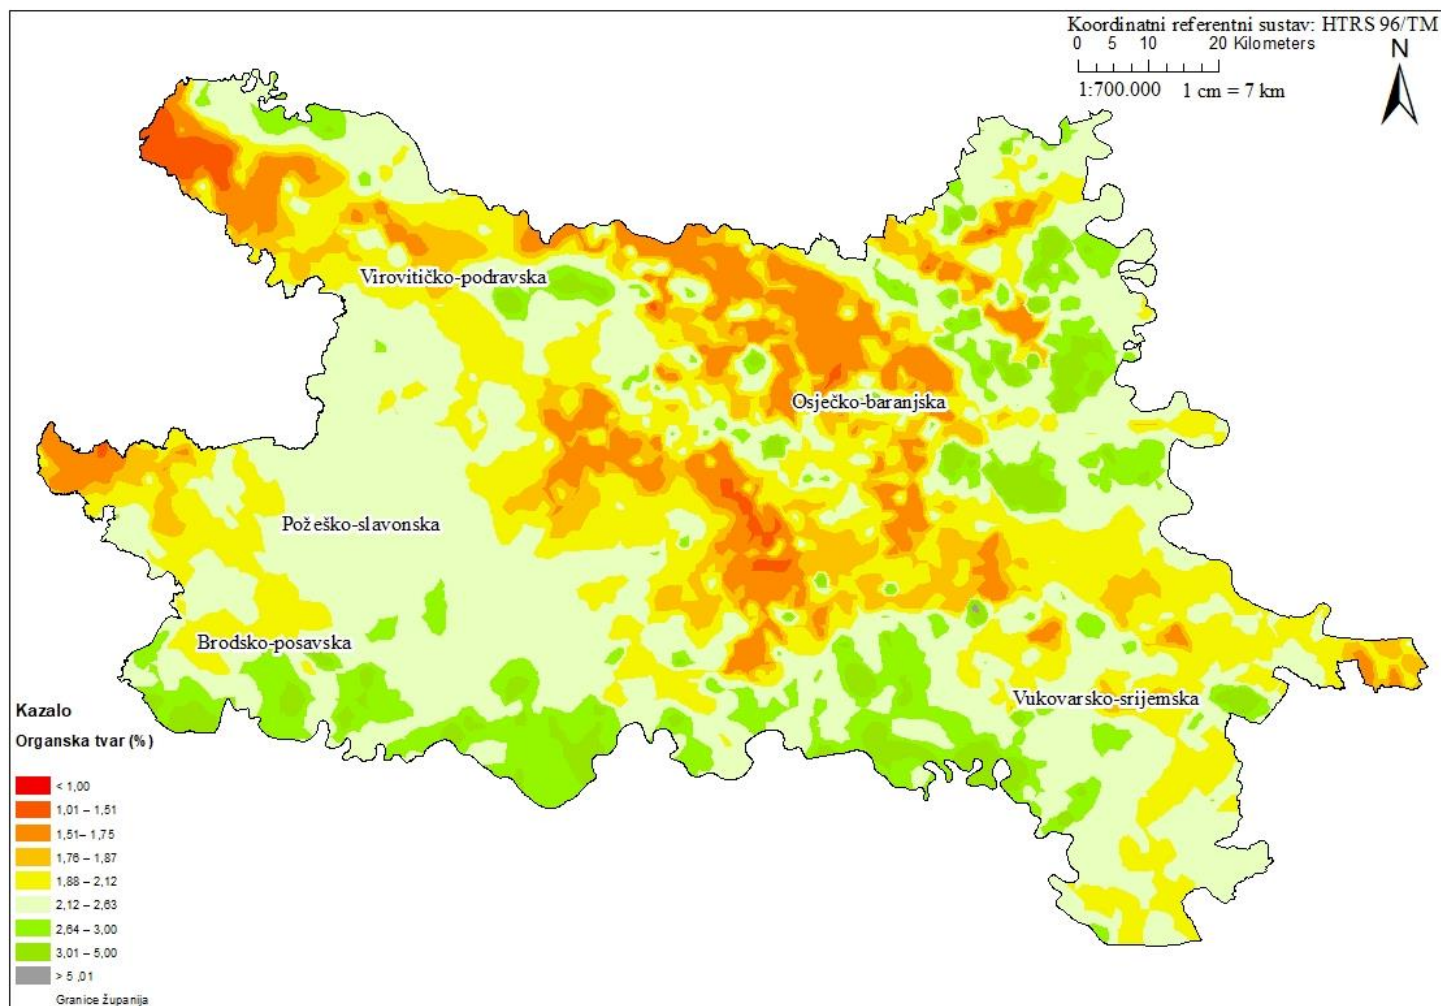 Koordinatni referentni sustav: HTRS 96/TM
0 5 10 20 Kilometers
N
1:700.000 1 cm = 7 km
Virovitičko-podravska
Osječko-baranjska
Požeško-slavonska
Brodsko-posavska
Vukovarsko-srijemska
Kazalo
Organska tvar (%)
< 1,00
1,01 – 1,51
1,51– 1,75
1,76 – 1,87
1,88 – 2,12
2,12 – 2,63
2,64 – 3,00
3,01 – 5,00
> 5 ,01
Granice županija